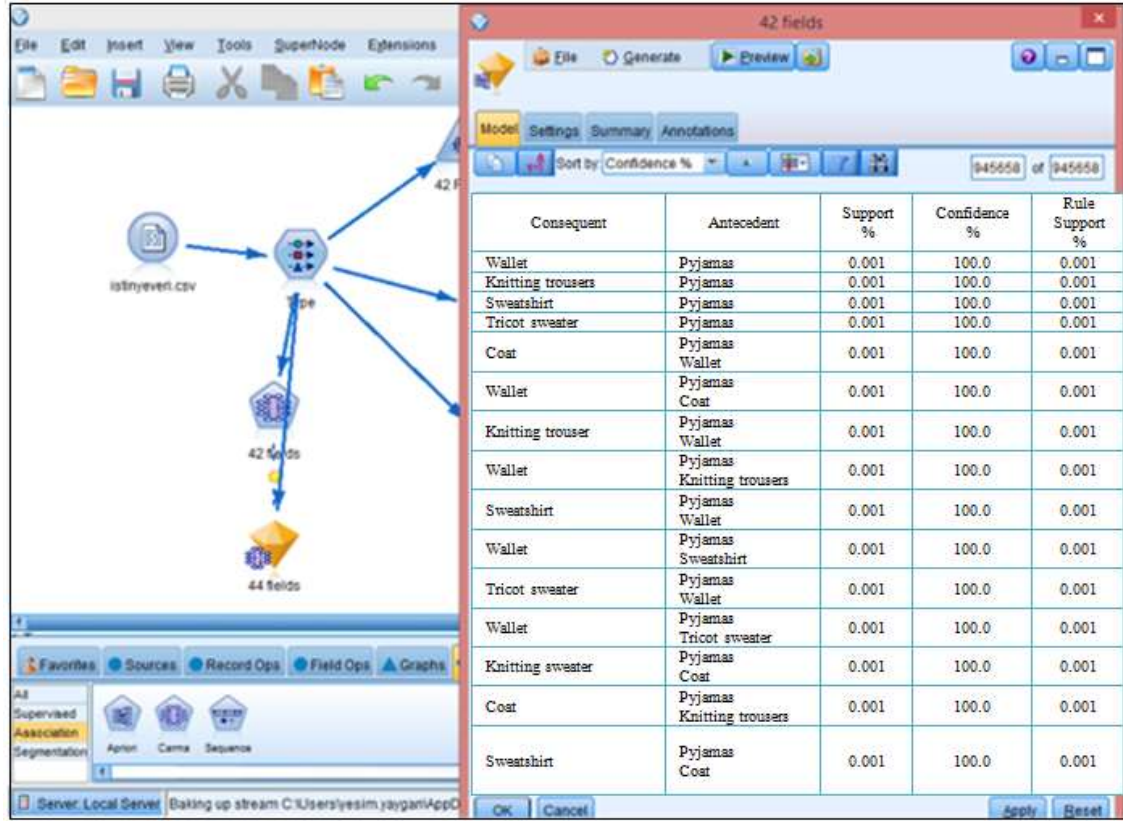 File Edit Insert View Tools SuperNode Extensions
42 F
istinyeveri.csv
Type
42 fields
44 fields
Favorites Sources Record Ops Field Ops Graphs
All
Supervised
Association
Segmentation
Apriori Carma Sequence
Server: Local Server Baking up stream C:\Users\yesim.yaygan\AppD
42 fields
File Generate Preview
Model Settings Summary Annotations
Sort by: Confidence % 945658 of 945658
Consequent Antecedent Support % Confidence % Rule Support %
Wallet Pyjamas 0.001 100.0 0.001
Knitting trousers Pyjamas 0.001 100.0 0.001
Sweatshirt Pyjamas 0.001 100.0 0.001
Tricot sweater Pyjamas 0.001 100.0 0.001
Coat Pyjamas Wallet 0.001 100.0 0.001
Wallet Pyjamas Coat 0.001 100.0 0.001
Knitting trouser Pyjamas Wallet 0.001 100.0 0.001
Wallet Pyjamas Knitting trousers 0.001 100.0 0.001
Sweatshirt Pyjamas Wallet 0.001 100.0 0.001
Wallet Pyjamas Sweatshirt 0.001 100.0 0.001
Tricot sweater Pyjamas Wallet 0.001 100.0 0.001
Wallet Pyjamas Tricot sweater 0.001 100.0 0.001
Knitting sweater Pyjamas Coat 0.001 100.0 0.001
Coat Pyjamas Knitting trousers 0.001 100.0 0.001
Sweatshirt Pyjamas Coat 0.001 100.0 0.001
OK Cancel Apply Reset